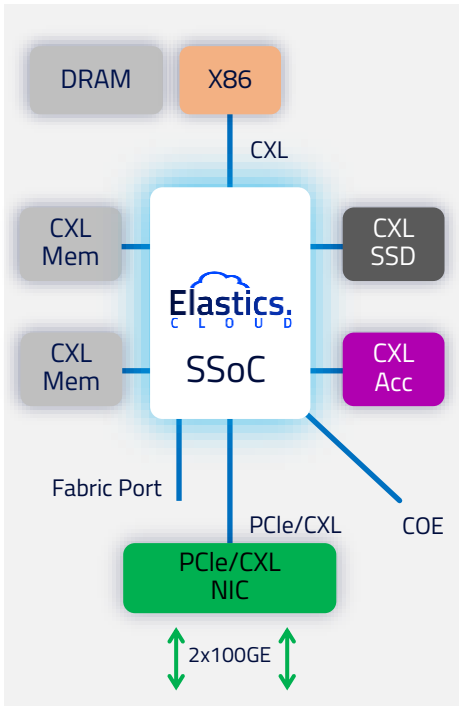 DRAM
X86
CXL
CXL
Mem
CXL
SSD
Elastics.
CLOUD
SSoC
CXL
Mem
CXL
Acc
Fabric Port
PCIe/CXL
COE
PCIe/CXL
NIC
2x100GE